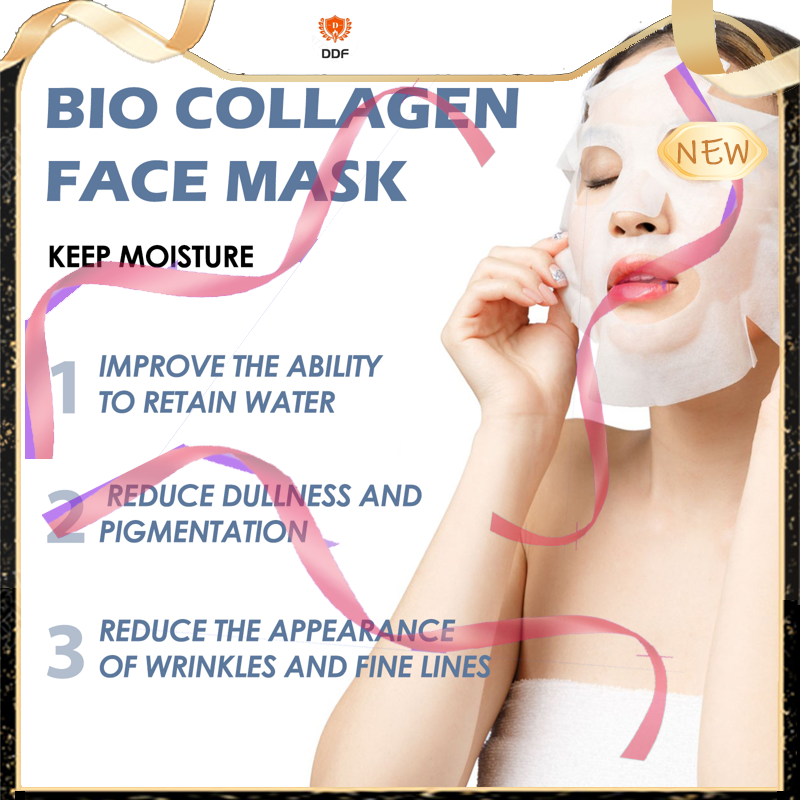 DDF
BIO COLLAGEN
FACE MASK
NEW
KEEP MOISTURE
1 IMPROVE THE ABILITY
TO RETAIN WATER
2 REDUCE DULLNESS AND
PIGMENTATION
3 REDUCE THE APPEARANCE
OF WRINKLES AND FINE LINES